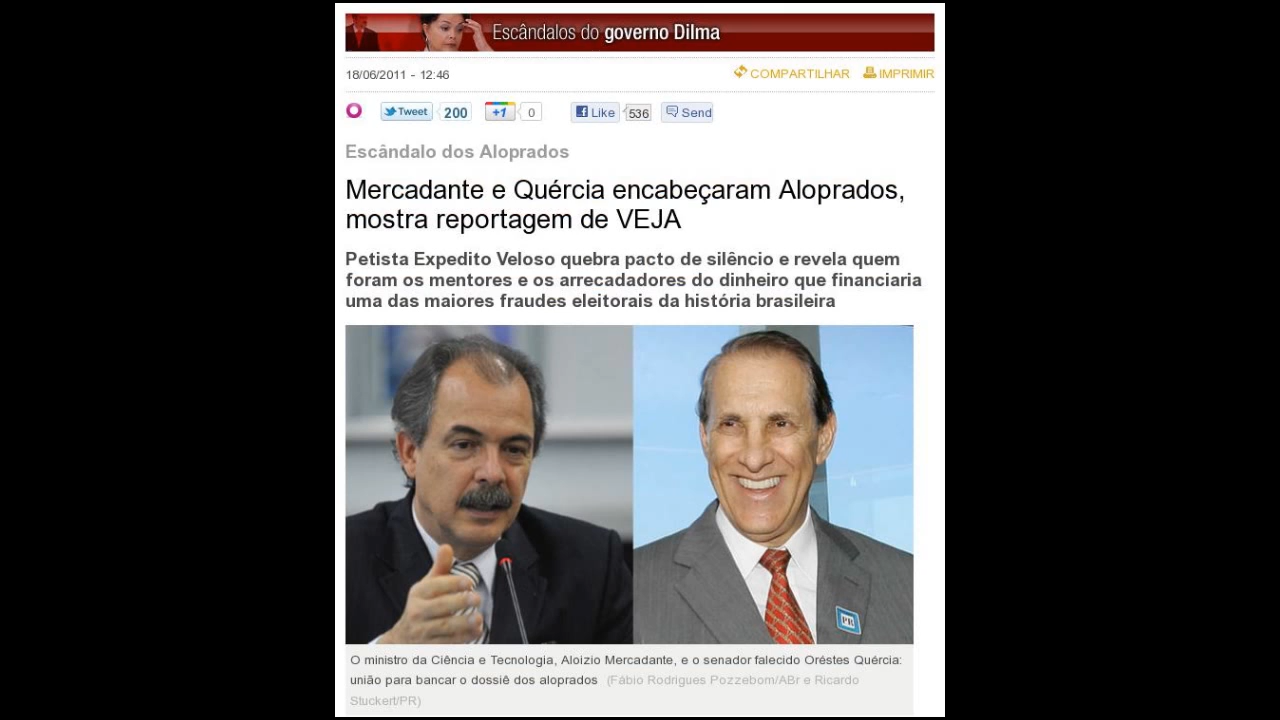 Escândalos do governo Dilma
18/06/2011 - 12:46
COMPARTILHAR IMPRIMIR
Tweet 200 +1 0 Like 536 Send
Escândalo dos Aloprados
Mercadante e Quércia encabeçaram Aloprados,
mostra reportagem de VEJA
Petista Expedito Veloso quebra pacto de silêncio e revela quem
foram os mentores e os arrecadadores do dinheiro que financiaria
uma das maiores fraudes eleitorais da história brasileira
PR
O ministro da Ciência e Tecnologia, Aloizio Mercadante, e o senador falecido Oréstes Quércia:
união para bancar o dossiê dos aloprados (Fábio Rodrigues Pozzebom/ABr e Ricardo
Stuckert/PR)